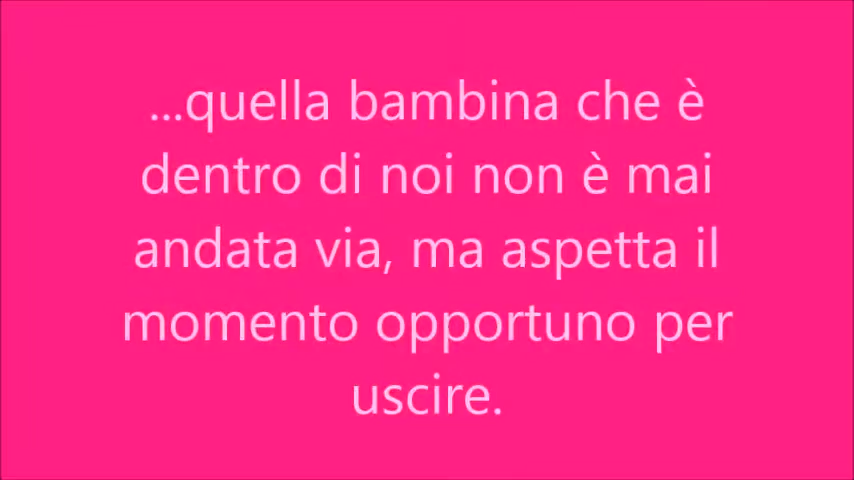 ...quella bambina che è
dentro di noi non è mai
andata via, ma aspetta il
momento opportuno per
uscire.